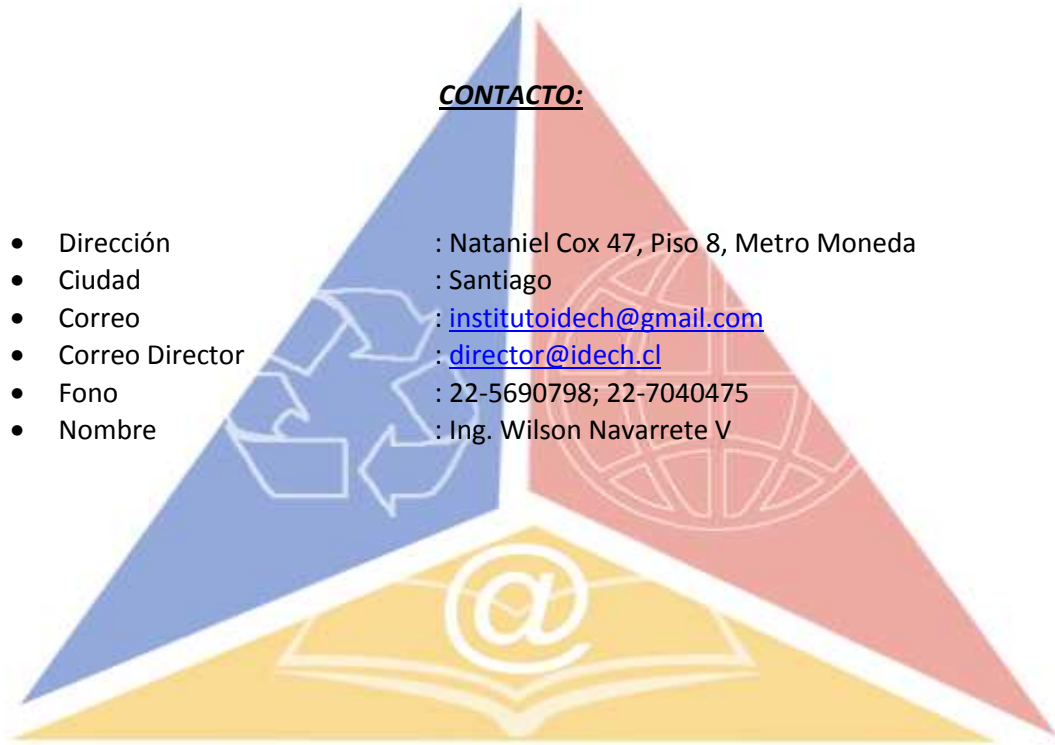 CONTACTO:
• Dirección : Nataniel Cox 47, Piso 8, Metro Moneda
• Ciudad : Santiago
• Correo : institutoidech@gmail.com
• Correo Director : director@idech.cl
• Fono : 22-5690798; 22-7040475
• Nombre : Ing. Wilson Navarrete V
@